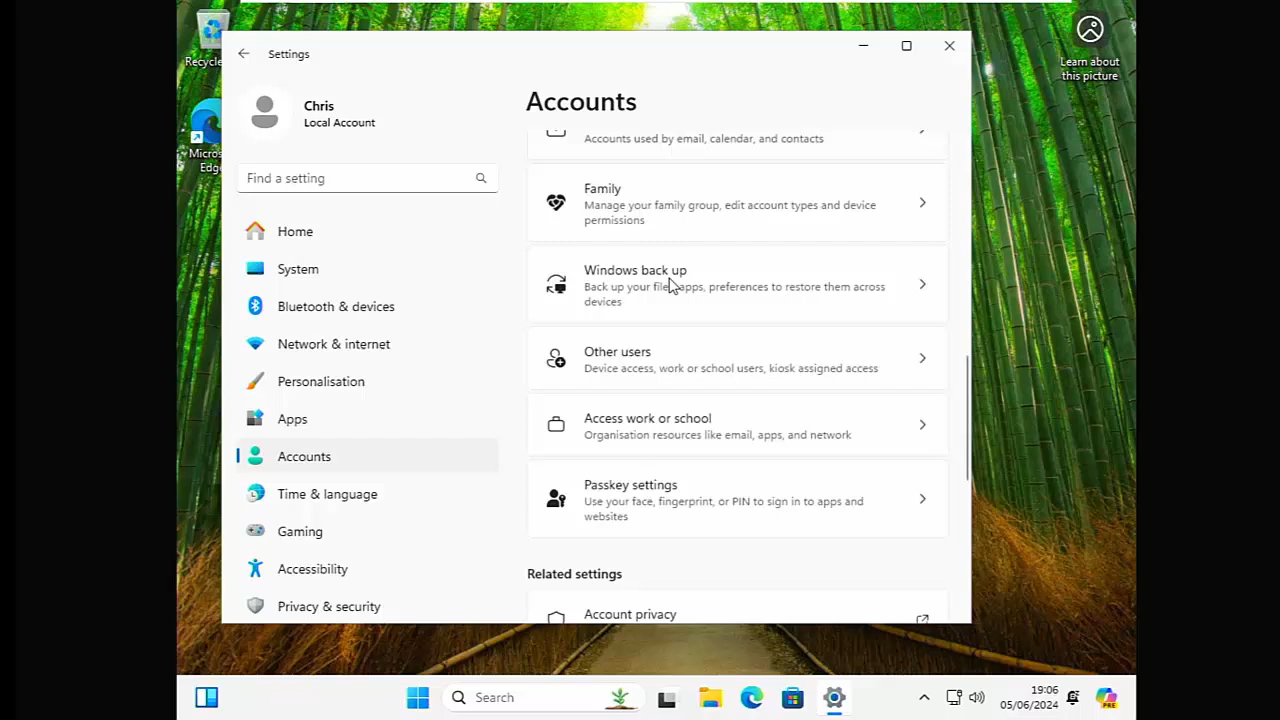 Recycle
Learn about
this picture
Micros
Edge
Settings
Chris
Local Account
Find a setting
Home
System
Bluetooth & devices
Network & internet
Personalisation
Apps
Accounts
Time & language
Gaming
Accessibility
Privacy & security
Accounts
Accounts used by email, calendar, and contacts
Family
Manage your family group, edit account types and device
permissions
Windows back up
Back up your files, apps, preferences to restore them across
devices
Other users
Device access, work or school users, kiosk assigned access
Access work or school
Organisation resources like email, apps, and network
Passkey settings
Use your face, fingerprint, or PIN to sign in to apps and
websites
Related settings
Account privacy
Search
19:06
05/06/2024
PRE